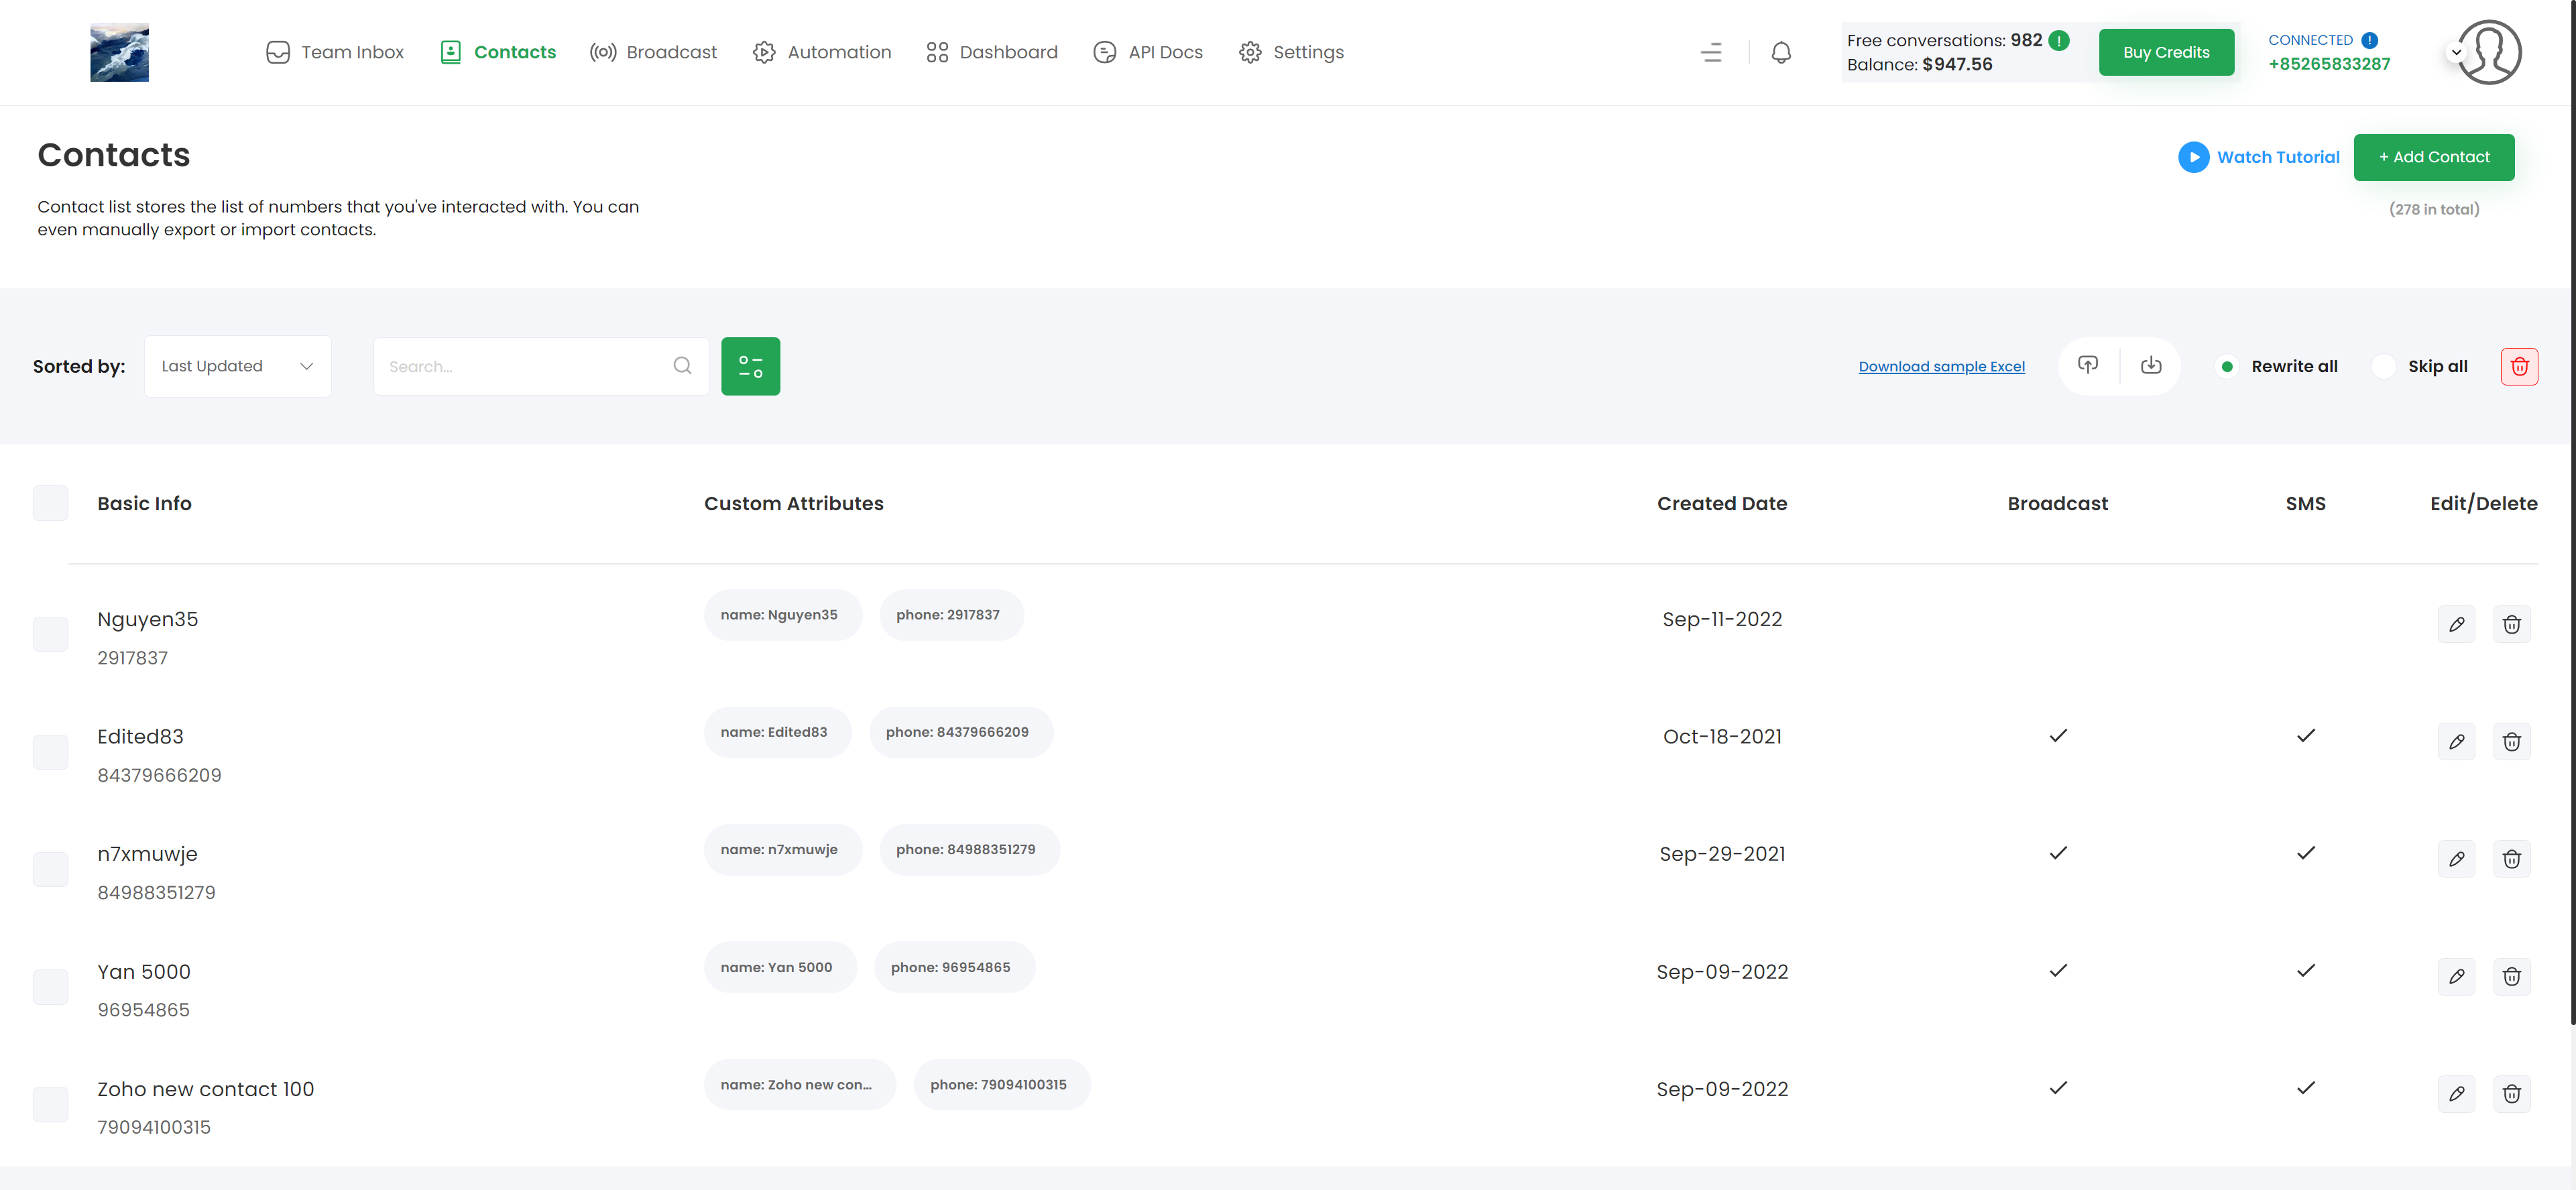 Team Inbox
Contacts
Broadcast
Automation
Dashboard
API Docs
Settings
Free conversations: 982
Balance: $947.56
Buy Credits
CONNECTED
+85265833287
Contacts
Watch Tutorial
+ Add Contact
(278 in total)
Contact list stores the list of numbers that you've interacted with. You can
even manually export or import contacts.
Sorted by:
Last Updated
Search...
Download sample Excel
Rewrite all
Skip all
Basic Info
Custom Attributes
Created Date
Broadcast
SMS
Edit/Delete
Nguyen35
2917837
name: Nguyen35
phone: 2917837
Sep-11-2022
Edited83
84379666209
name: Edited83
phone: 84379666209
Oct-18-2021
n7xmuwje
84988351279
name: n7xmuwje
phone: 84988351279
Sep-29-2021
Yan 5000
96954865
name: Yan 5000
phone: 96954865
Sep-09-2022
Zoho new contact 100
79094100315
name: Zoho new con...
phone: 79094100315
Sep-09-2022